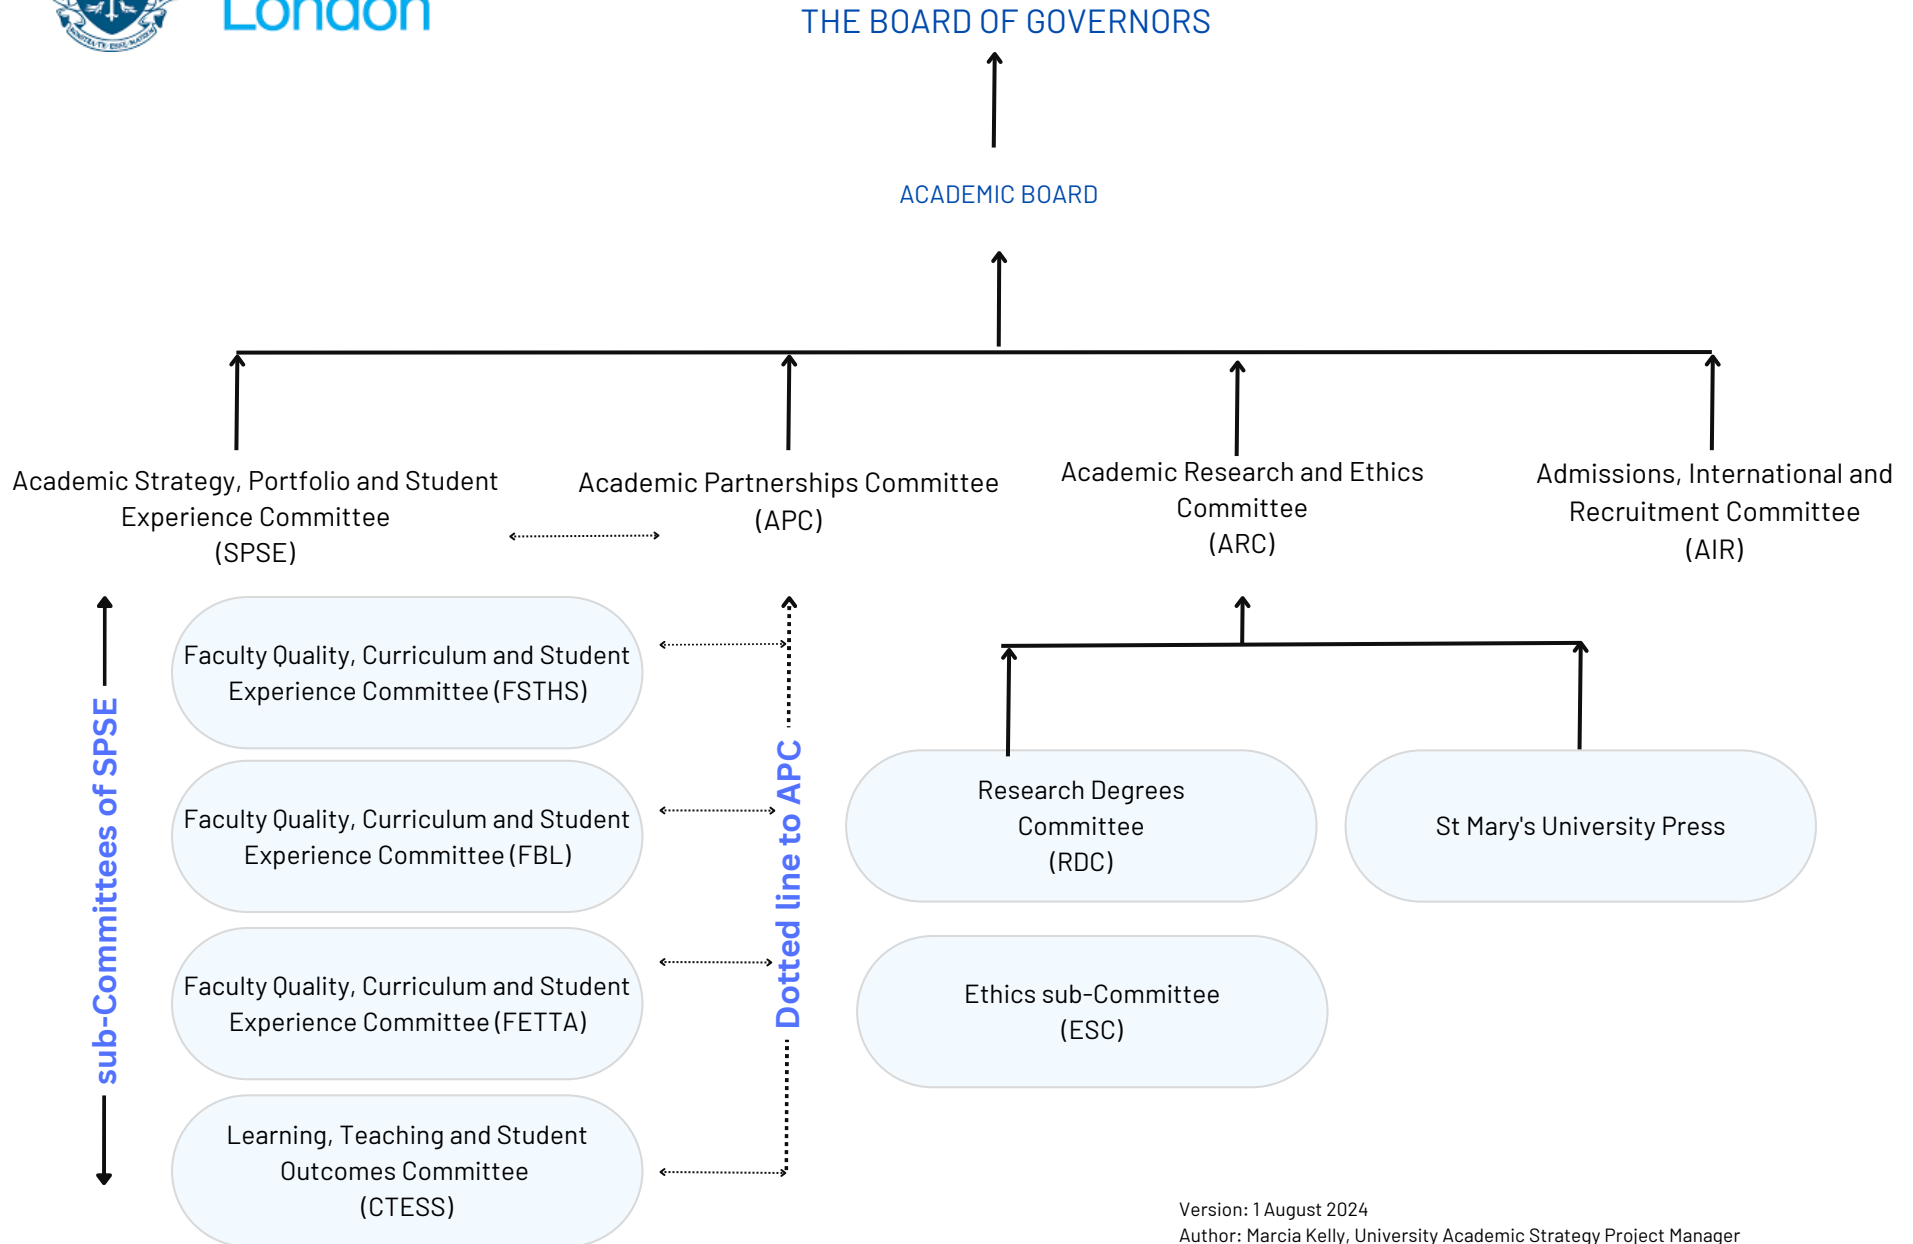 London
THE BOARD OF GOVERNORS
ACADEMIC BOARD
Academic Strategy, Portfolio and Student
Experience Committee
(SPSE)
Academic Partnerships Committee
(APC)
Academic Research and Ethics
Committee
(ARC)
Admissions, International and
Recruitment Committee
(AIR)
sub-Committees of SPSE
Faculty Quality, Curriculum and Student
Experience Committee (FSTHS)
Faculty Quality, Curriculum and Student
Experience Committee (FBL)
Faculty Quality, Curriculum and Student
Experience Committee (FETTA)
Learning, Teaching and Student
Outcomes Committee
(CTESS)
Dotted line to APC
Research Degrees
Committee
(RDC)
St Mary's University Press
Ethics sub-Committee
(ESC)
Version: 1 August 2024
Author: Marcia Kelly, University Academic Strategy Project Manager